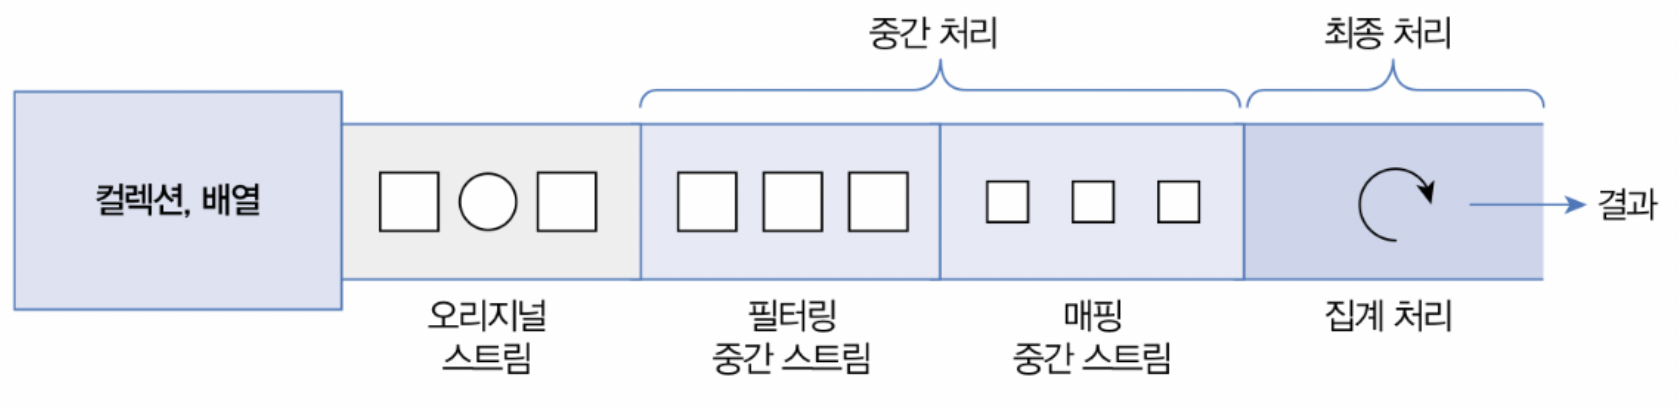 중간 처리
최종 처리
컬렉션, 배열
결과
오리지널
스트림
필터링
중간 스트림
매핑
중간 스트림
집계 처리